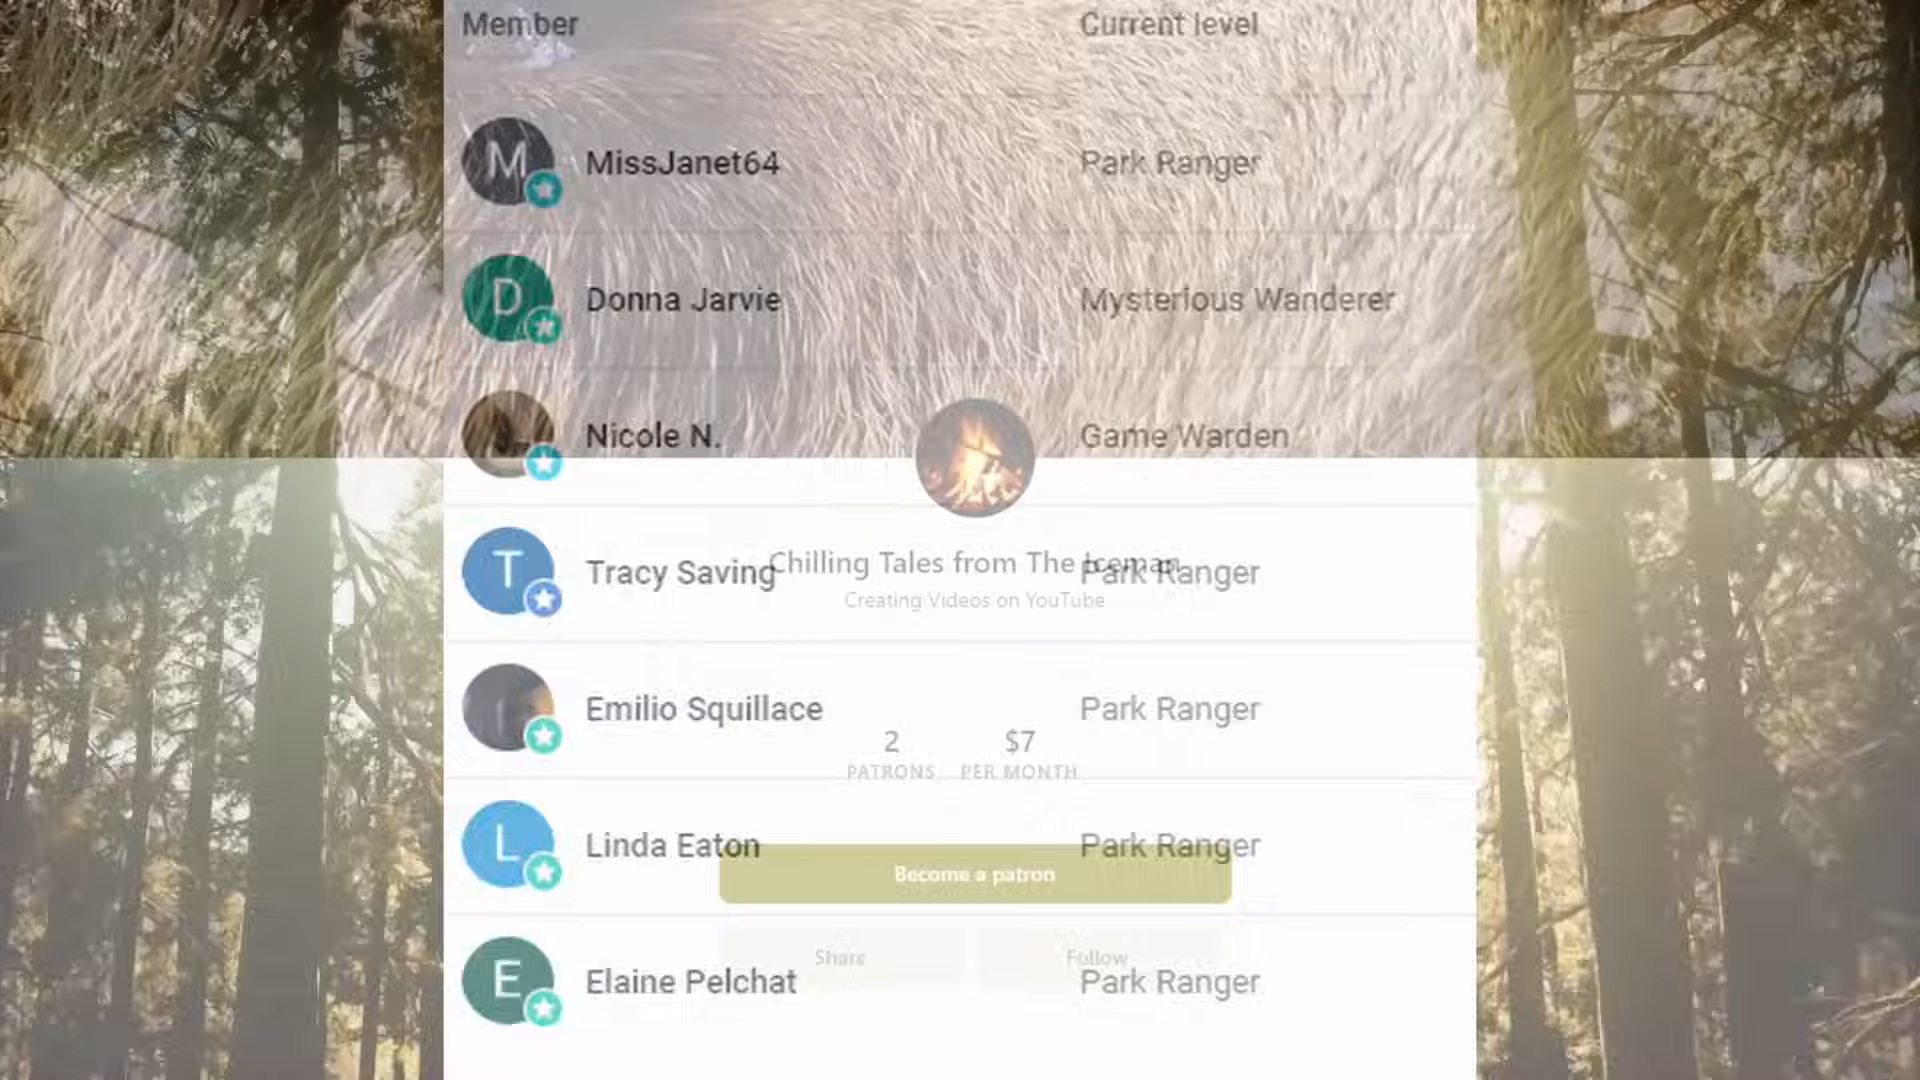 Member Current level
M MissJanet64 Park Ranger
D Donna Jarvie Mysterious Wanderer
Nicole N. Game Warden
Chilling Tales from The Iceman
T Tracy Saving Park Ranger
Creating Videos on YouTube
Emilio Squillace Park Ranger
2 $7
PATRONS PER MONTH
L Linda Eaton Park Ranger
Become a patron
Share Follow
E Elaine Pelchat Park Ranger